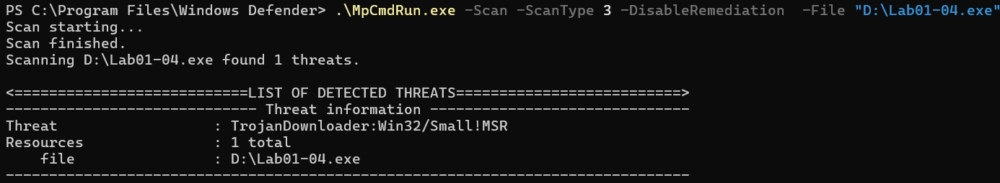 PS C:\Program Files\Windows Defender> .\MpCmdRun.exe -Scan -ScanType 3 -DisableRemediation  -File "D:\Lab01-04.exe"
Scan starting...
Scan finished.
Scanning D:\Lab01-04.exe found 1 threats.

<===========================LIST OF DETECTED THREATS==========================>
----------------------------- Threat information ------------------------------
Threat                  : TrojanDownloader:Win32/Small!MSR
Resources               : 1 total
    file                : D:\Lab01-04.exe
-------------------------------------------------------------------------------